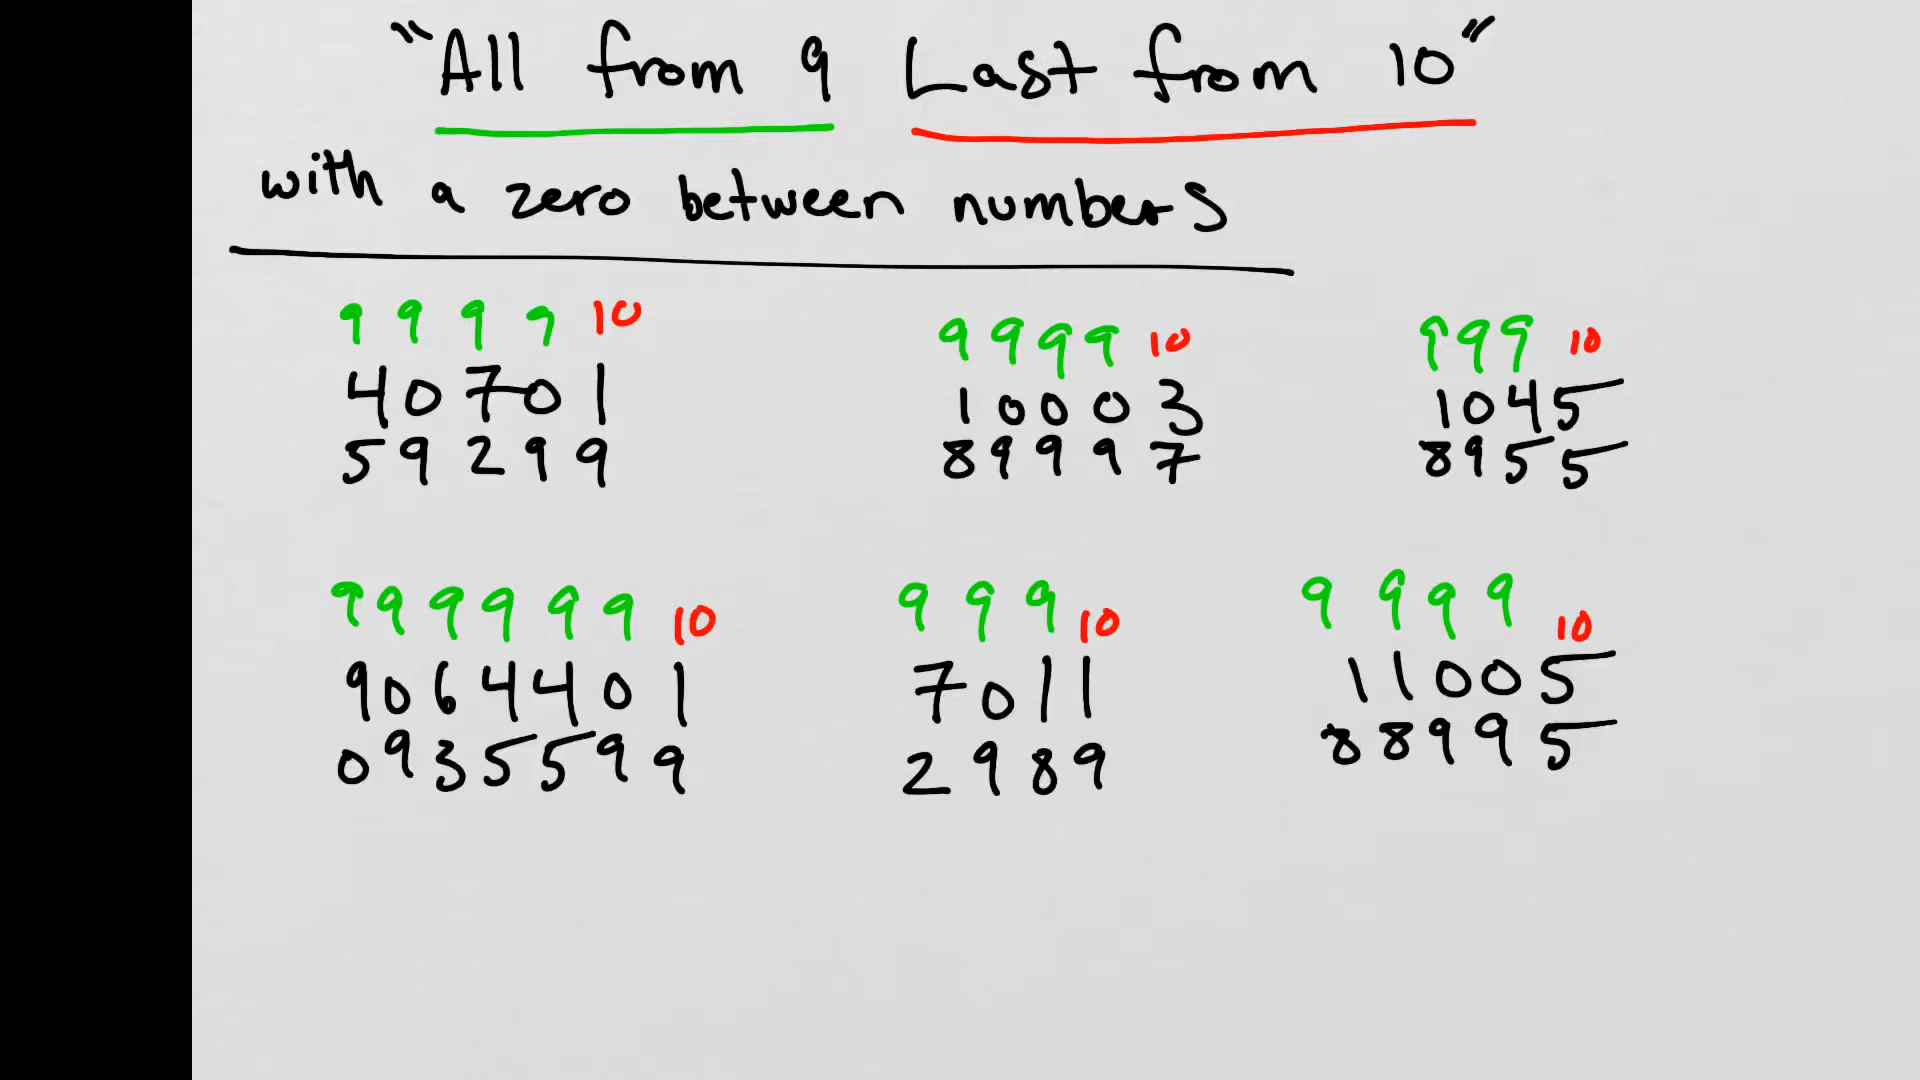 "All from 9 Last from 10"
with a zero between numbers
9 9 9 9 10
40701
59299
9 9 9 9 10
10003
89997
9 9 9 10
1045
8955
9 9 9 9 9 9 10
9064401
0935599
9 9 9 10
7011
2989
9 9 9 9 10
11005
88995